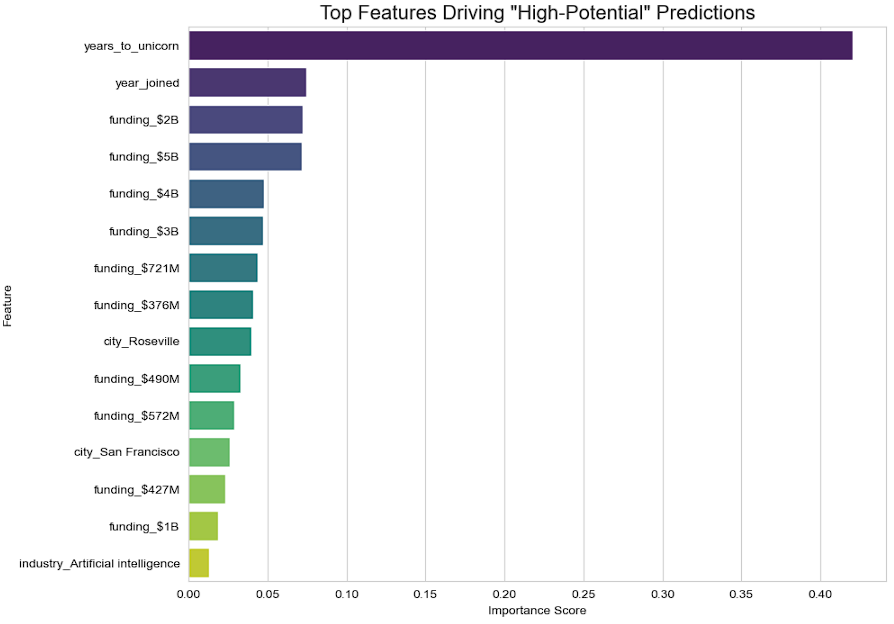 Top Features Driving "High-Potential" Predictions
years_to_unicorn
year_joined
funding_$2B
funding_$5B
funding_$4B
funding_$3B
funding_$721M
funding_$376M
city_Roseville
funding_$490M
funding_$572M
city_San Francisco
funding_$427M
funding_$1B
industry_Artificial intelligence
Feature
0.00 0.05 0.10 0.15 0.20 0.25 0.30 0.35 0.40
Importance Score